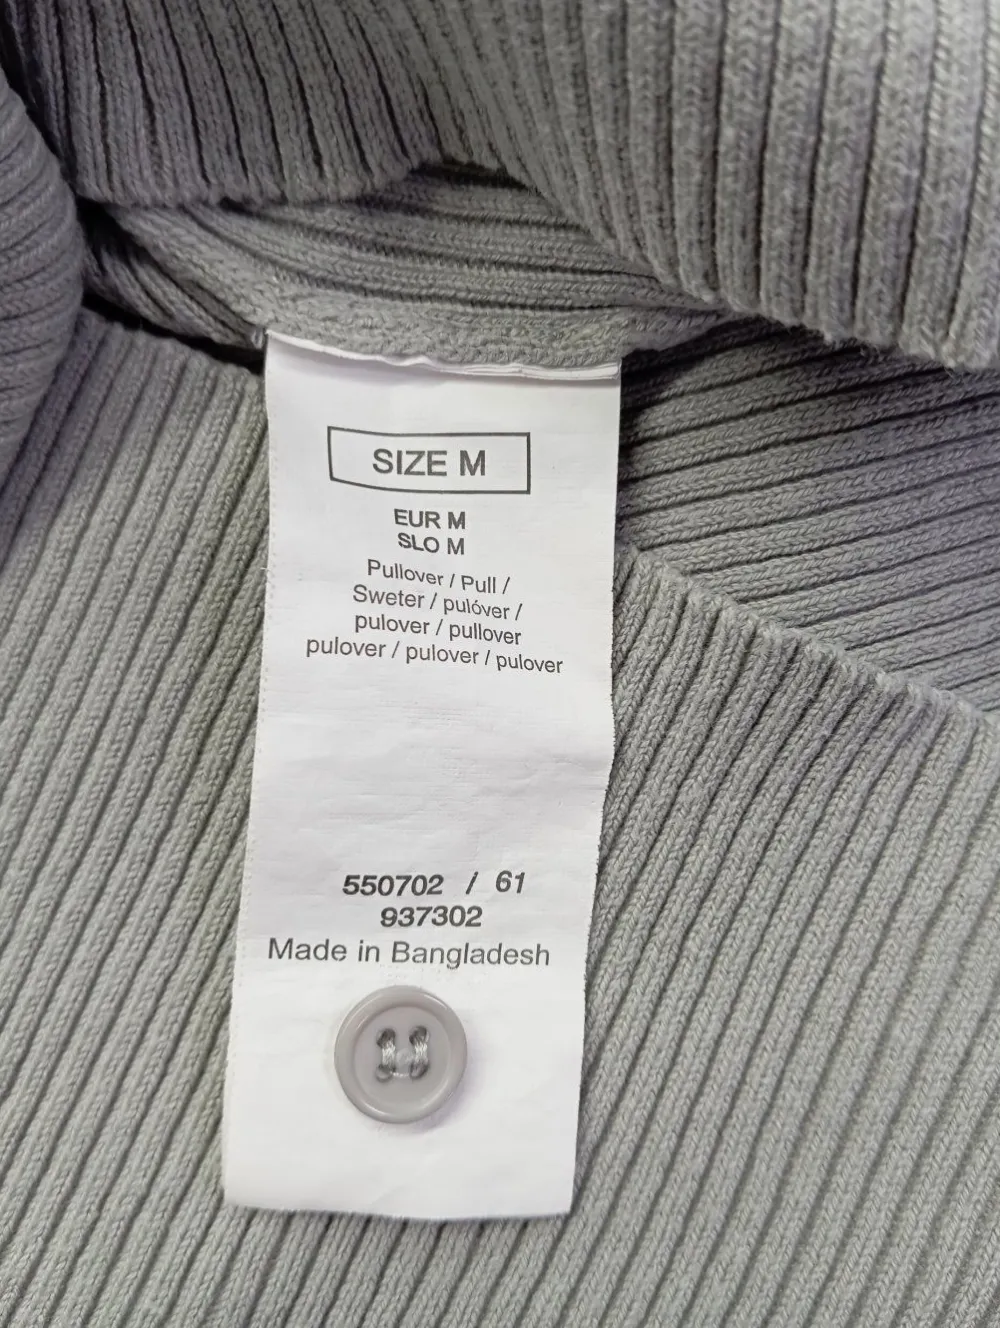 SIZE M
EUR M
SLO M
Pullover / Pull /
Sweter / pulóver /
pulover / pullover
pulover / pulover / pulover
550702 / 61
937302
Made in Bangladesh